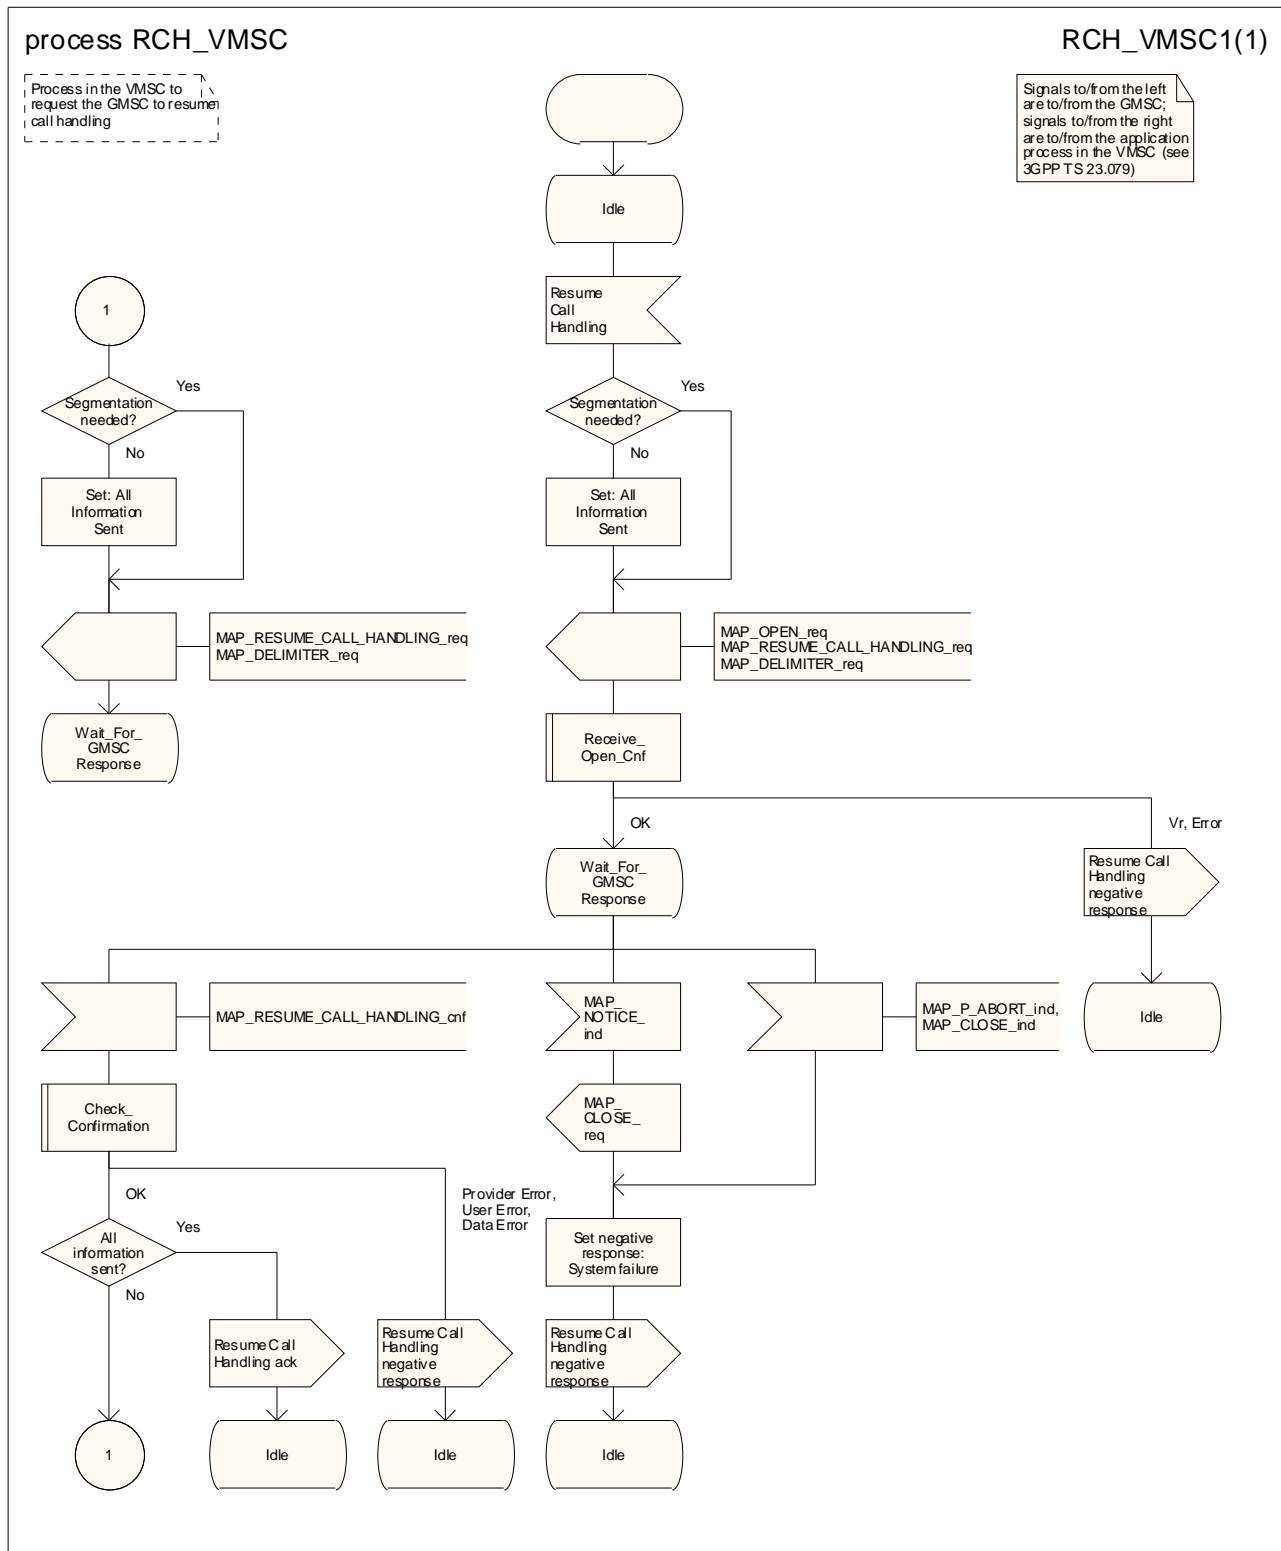 process RCH_VMSC
RCH_VMSC1(1)
Process in the VMSC to
request the GMSC to resume
call handling
Signals to/from the left
are to/from the GMSC;
signals to/from the right
are to/from the application
process in the VMSC (see
3GPP TS 23.079)
Idle
Resume
Call
Handling
1
Segmentation
needed?
Yes
No
Segmentation
needed?
Yes
No
Set: All
Information
Sent
Set: All
Information
Sent
MAP_RESUME_CALL_HANDLING_req
MAP_DELIMITER_req
MAP_OPEN_req
MAP_RESUME_CALL_HANDLING_req
MAP_DELIMITER_req
Wait_For_
GMSC
Response
Receive_
Open_Cnf
OK
Vr, Error
Wait_For_
GMSC
Response
Resume Call
Handling
negative
response
MAP_RESUME_CALL_HANDLING_cnf
MAP_
NOTICE_
ind
MAP_P_ABORT_ind,
MAP_CLOSE_ind
Idle
Check_
Confirmation
MAP_
CLOSE_
req
OK
Provider Error,
User Error,
Data Error
All
information
sent?
Yes
No
Set negative
response:
System failure
Resume Call
Handling ack
Resume Call
Handling
negative
response
Resume Call
Handling
negative
response
1
Idle
Idle
Idle